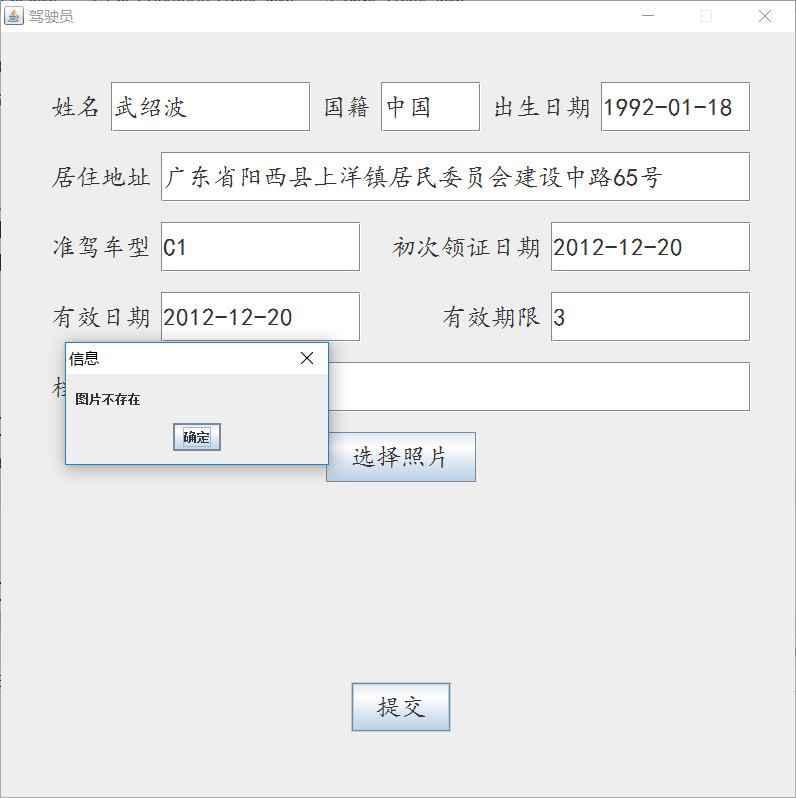 驾驶员
姓名 武绍波 国籍 中国 出生日期 1992-01-18
居住地址 广东省阳西县上洋镇居民委员会建设中路65号
准驾车型 C1 初次领证日期 2012-12-20
有效日期 2012-12-20 有效期限 3
信息
图片不存在
确定
选择照片
提交